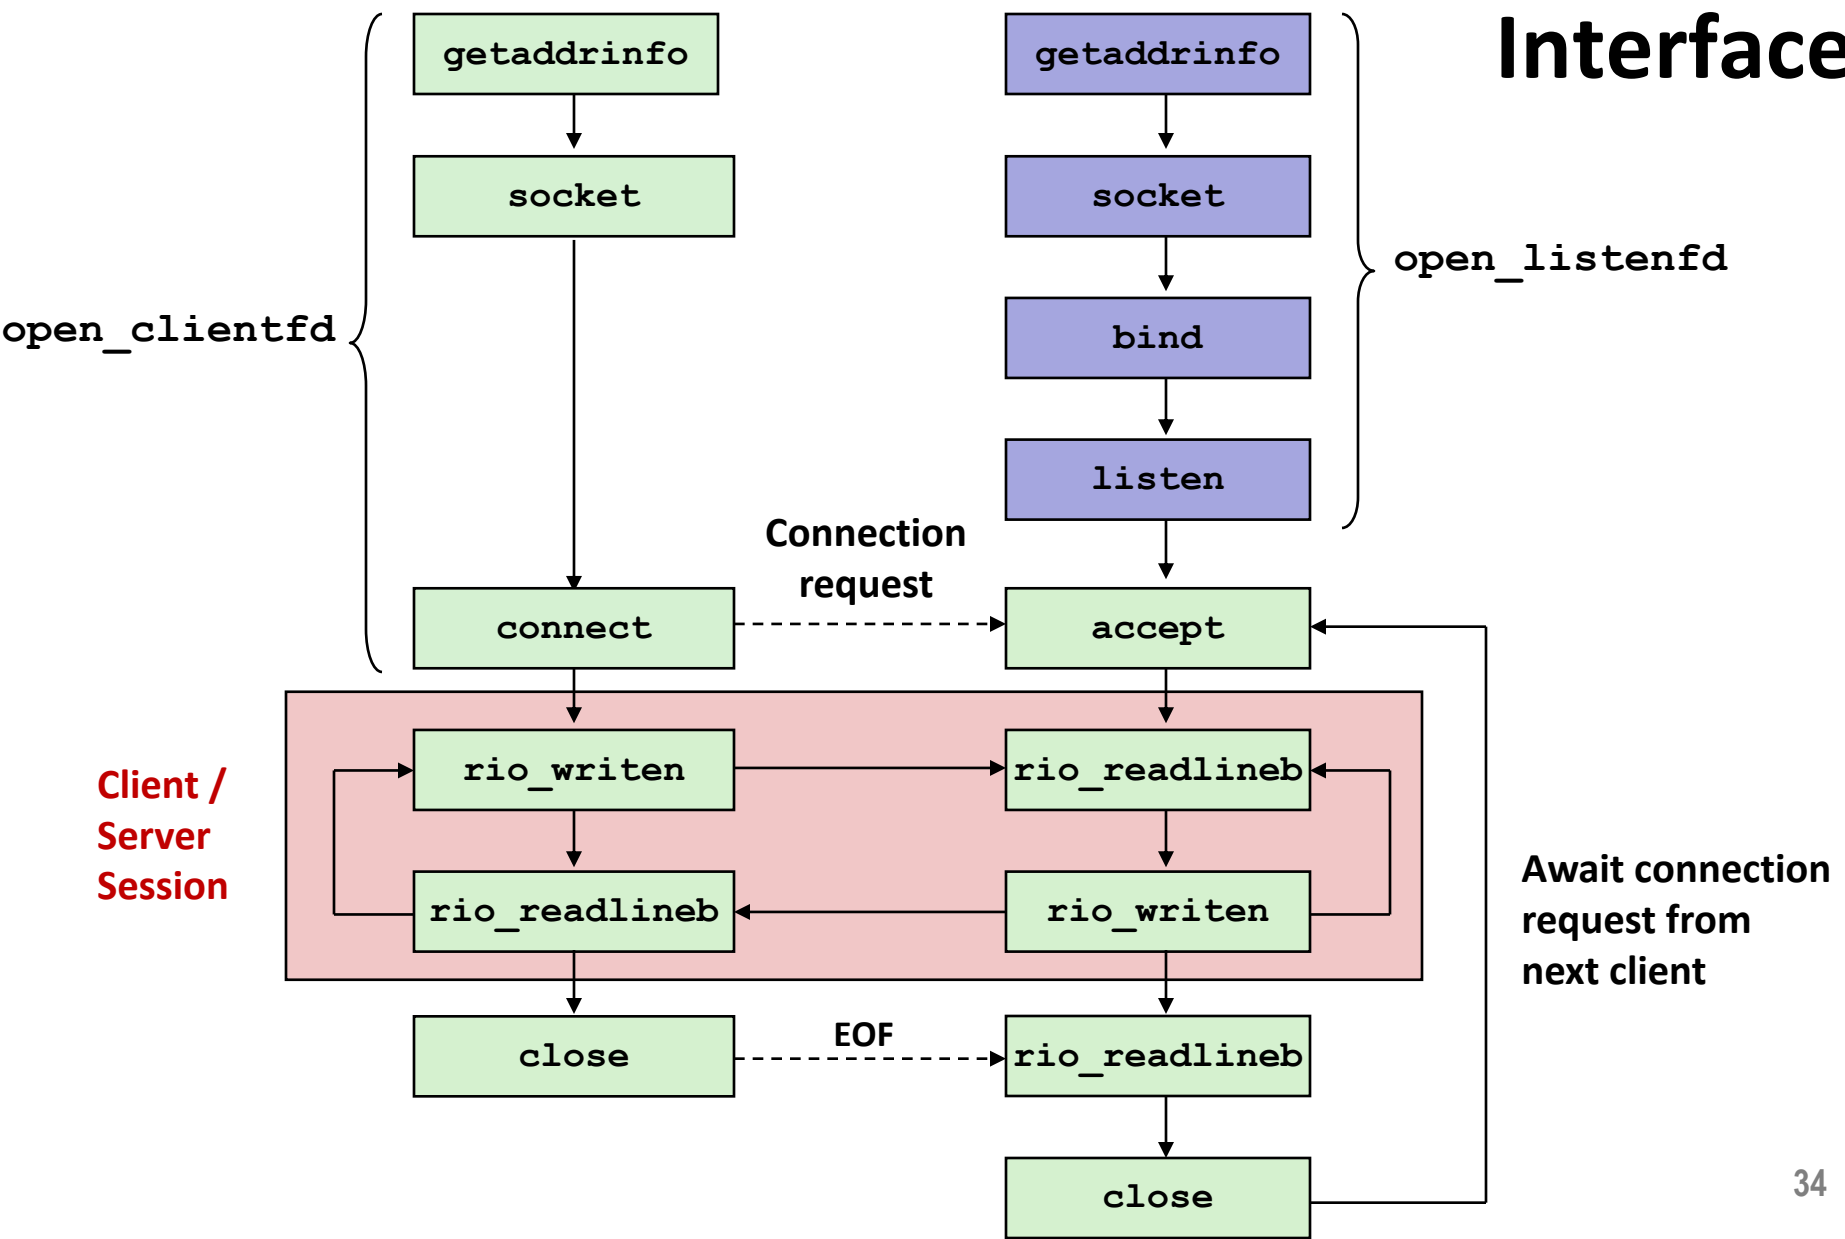 Interface
getaddrinfo
getaddrinfo
socket
socket
open_listenfd
open_clientfd
bind
listen
Connection
request
connect
accept
Client /
Server
Session
rio_writen
rio_readlineb
rio_readlineb
rio_writen
Await connection
request from
next client
close
EOF
rio_readlineb
close
34